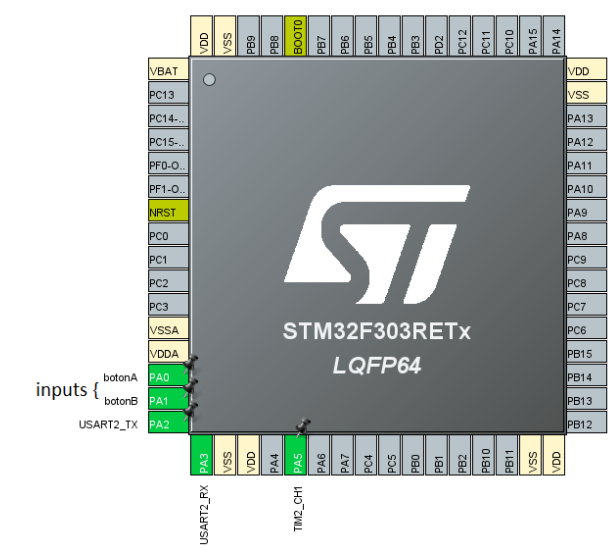 VDD
VSS
PB9
PB8
BOOT0
PB7
PB6
PB5
PB4
PB3
PD2
PC12
PC11
PC10
PA15
PA14
VBAT
PC13
PC14-..
PC15-..
PF0-O..
PF1-O..
NRST
PC0
PC1
PC2
PC3
VSSA
VDDA
botonA PA0
inputs {
botonB PA1
USART2_TX PA2
VDD
VSS
PA13
PA12
PA11
PA10
PA9
PA8
PC9
PC8
PC7
PC6
PB15
PB14
PB13
PB12
ST
STM32F303RETx
LQFP64
PA3
VSS
VDD
PA4
PA5
PA6
PA7
PC4
PC5
PB0
PB1
PB2
PB10
PB11
VSS
VDD
USART2_RX
TIM2_CH1